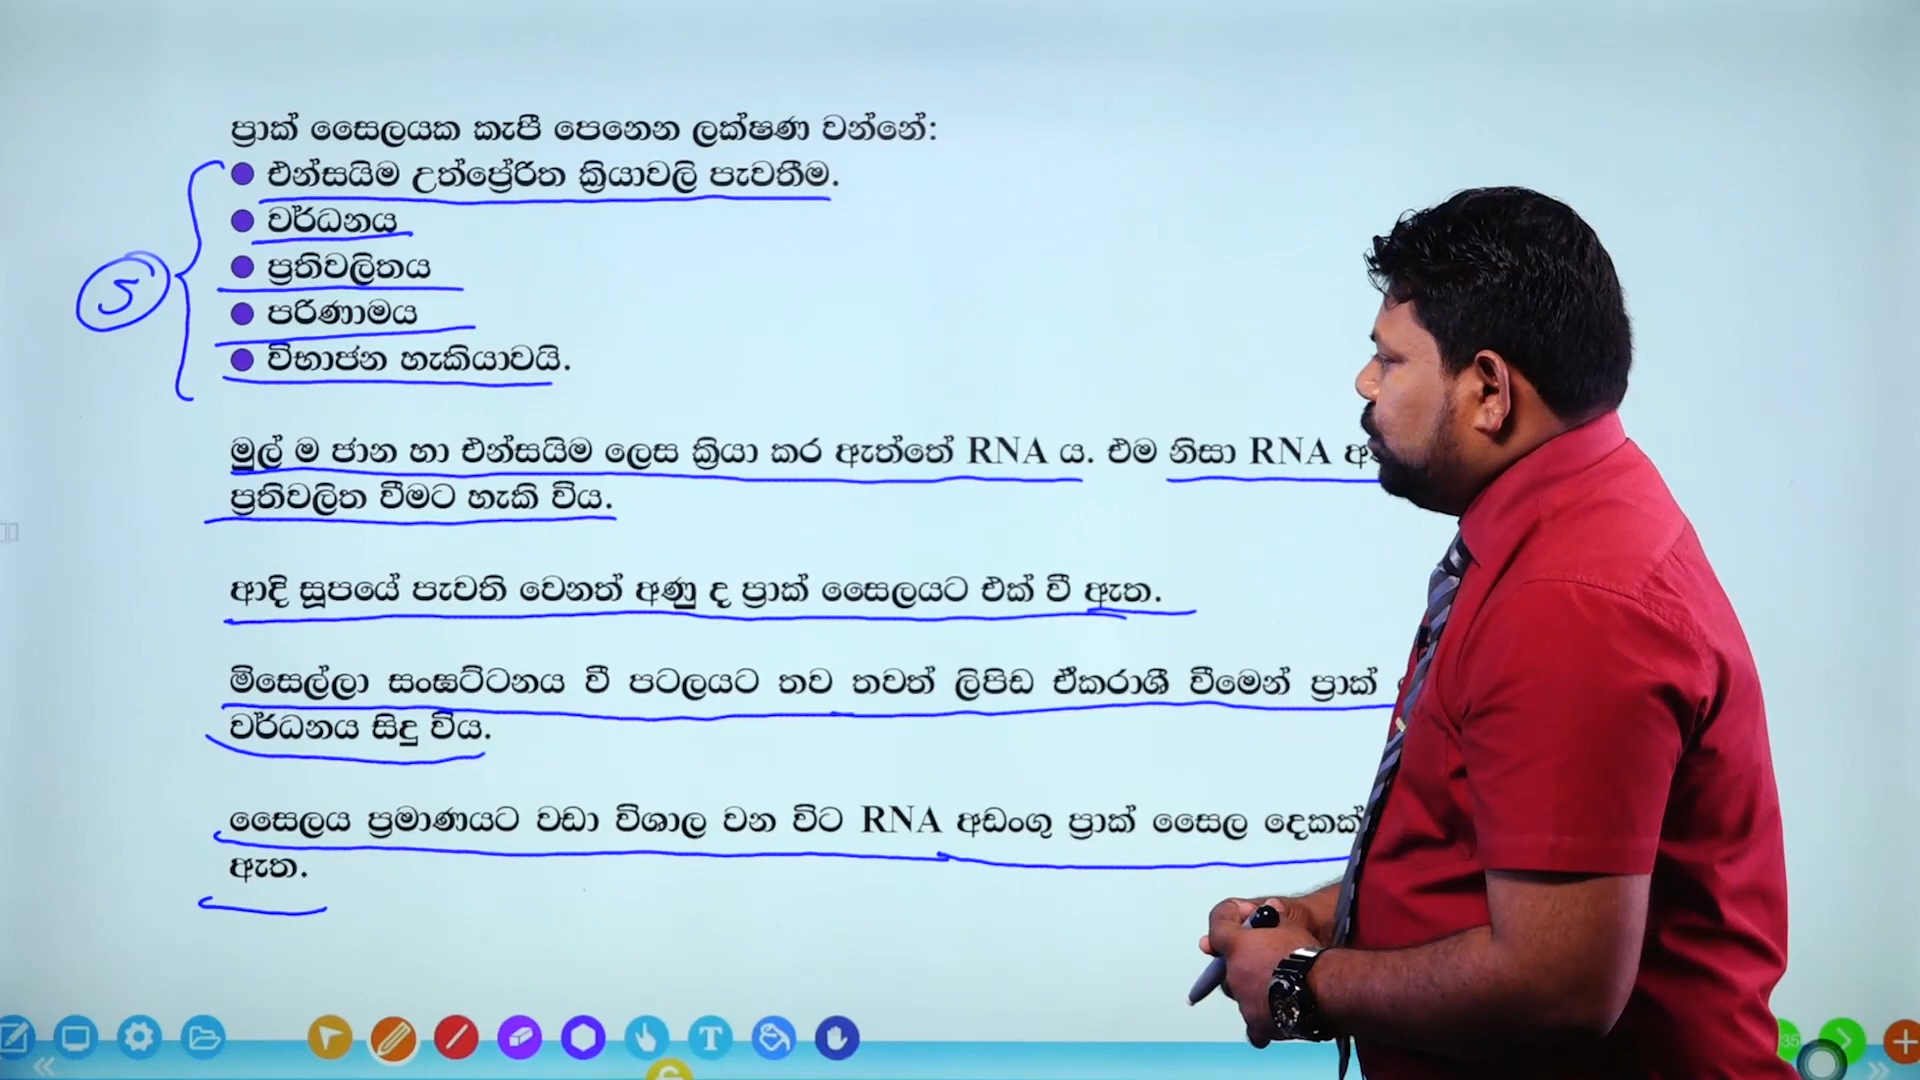 ප්‍රාක් සෛලයක කැපී පෙනෙන ලක්ෂණ වන්නේ:
එන්සයිම උත්ප්‍රේරිත ක්‍රියාවලි පැවතීම.
වර්ධනය
ප්‍රතිවලිතය
5
පරිණාමය
විභාජන හැකියාවයි.
මුල් ම ජාන හා එන්සයිම ලෙස ක්‍රියා කර ඇත්තේ RNA ය. එම නිසා RNA
ප්‍රතිවලිත වීමට හැකි විය.
ආදි සූපයේ පැවති වෙනත් අණු ද ප්‍රාක් සෛලයට එක් වී ඇත.
මිසෙල්ලා සංඝට්ටනය වී පටලයට තව තවත් ලිපිඩ ඒකරාශී වීමෙන් ප්‍රාක්
වර්ධනය සිදු විය.
සෛලය ප්‍රමාණයට වඩා විශාල වන විට RNA අඩංගු ප්‍රාක් සෛල දෙකක්
ඇත.
T
35